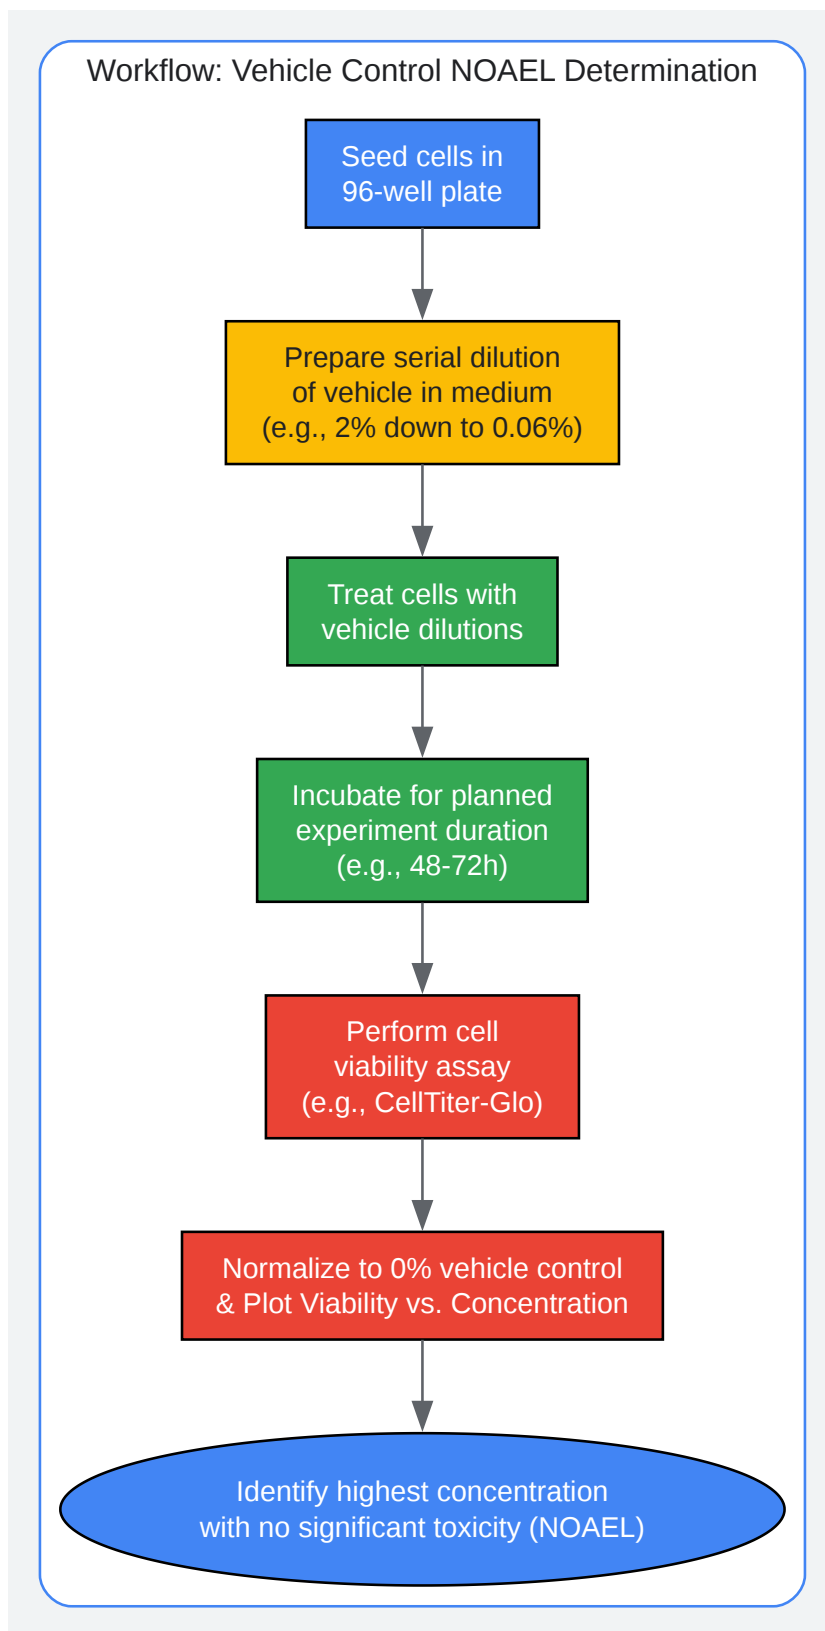 Workflow: Vehicle Control NOAEL Determination
Seed cells in
96-well plate
Prepare serial dilution
of vehicle in medium
(e.g., 2% down to 0.06%)
Treat cells with
vehicle dilutions
Incubate for planned
experiment duration
(e.g., 48-72h)
Perform cell
viability assay
(e.g., CellTiter-Glo)
Normalize to 0% vehicle control
& Plot Viability vs. Concentration
Identify highest concentration
with no significant toxicity (NOAEL)